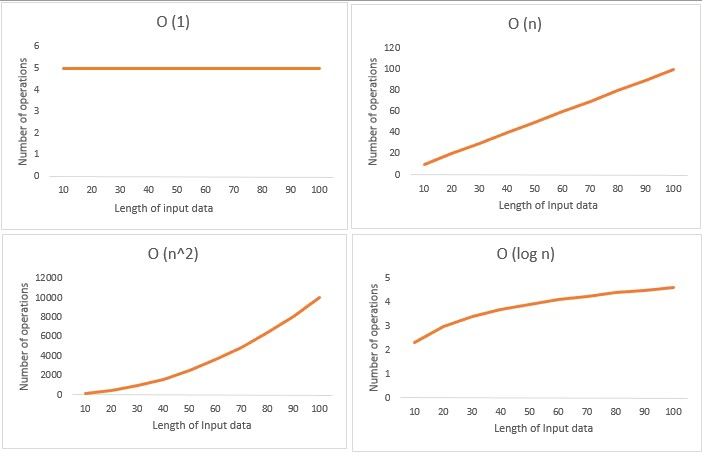 O (1)
Number of operations
6
5
4
3
2
1
0
10 20 30 40 50 60 70 80 90 100
Length of input data
O (n)
Number of operations
120
100
80
60
40
20
0
10 20 30 40 50 60 70 80 90 100
Length of Input data
O (n^2)
Number of operations
12000
10000
8000
6000
4000
2000
0
10 20 30 40 50 60 70 80 90 100
Length of Input data
O (log n)
Number of operations
5
4
3
2
1
0
10 20 30 40 50 60 70 80 90 100
Length of Input data